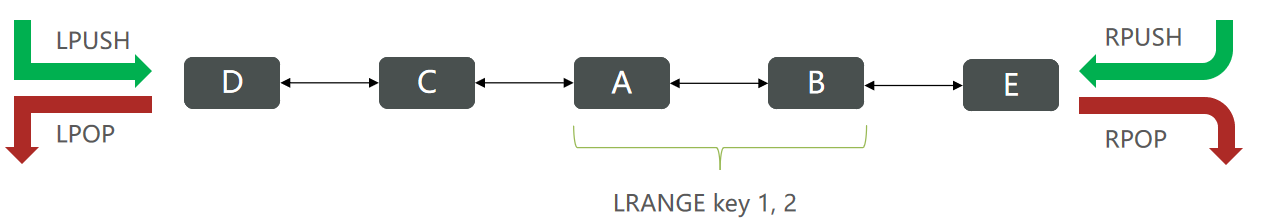 LPUSH
RPUSH
D
C
A
B
E
LPOP
RPOP
LRANGE key 1, 2